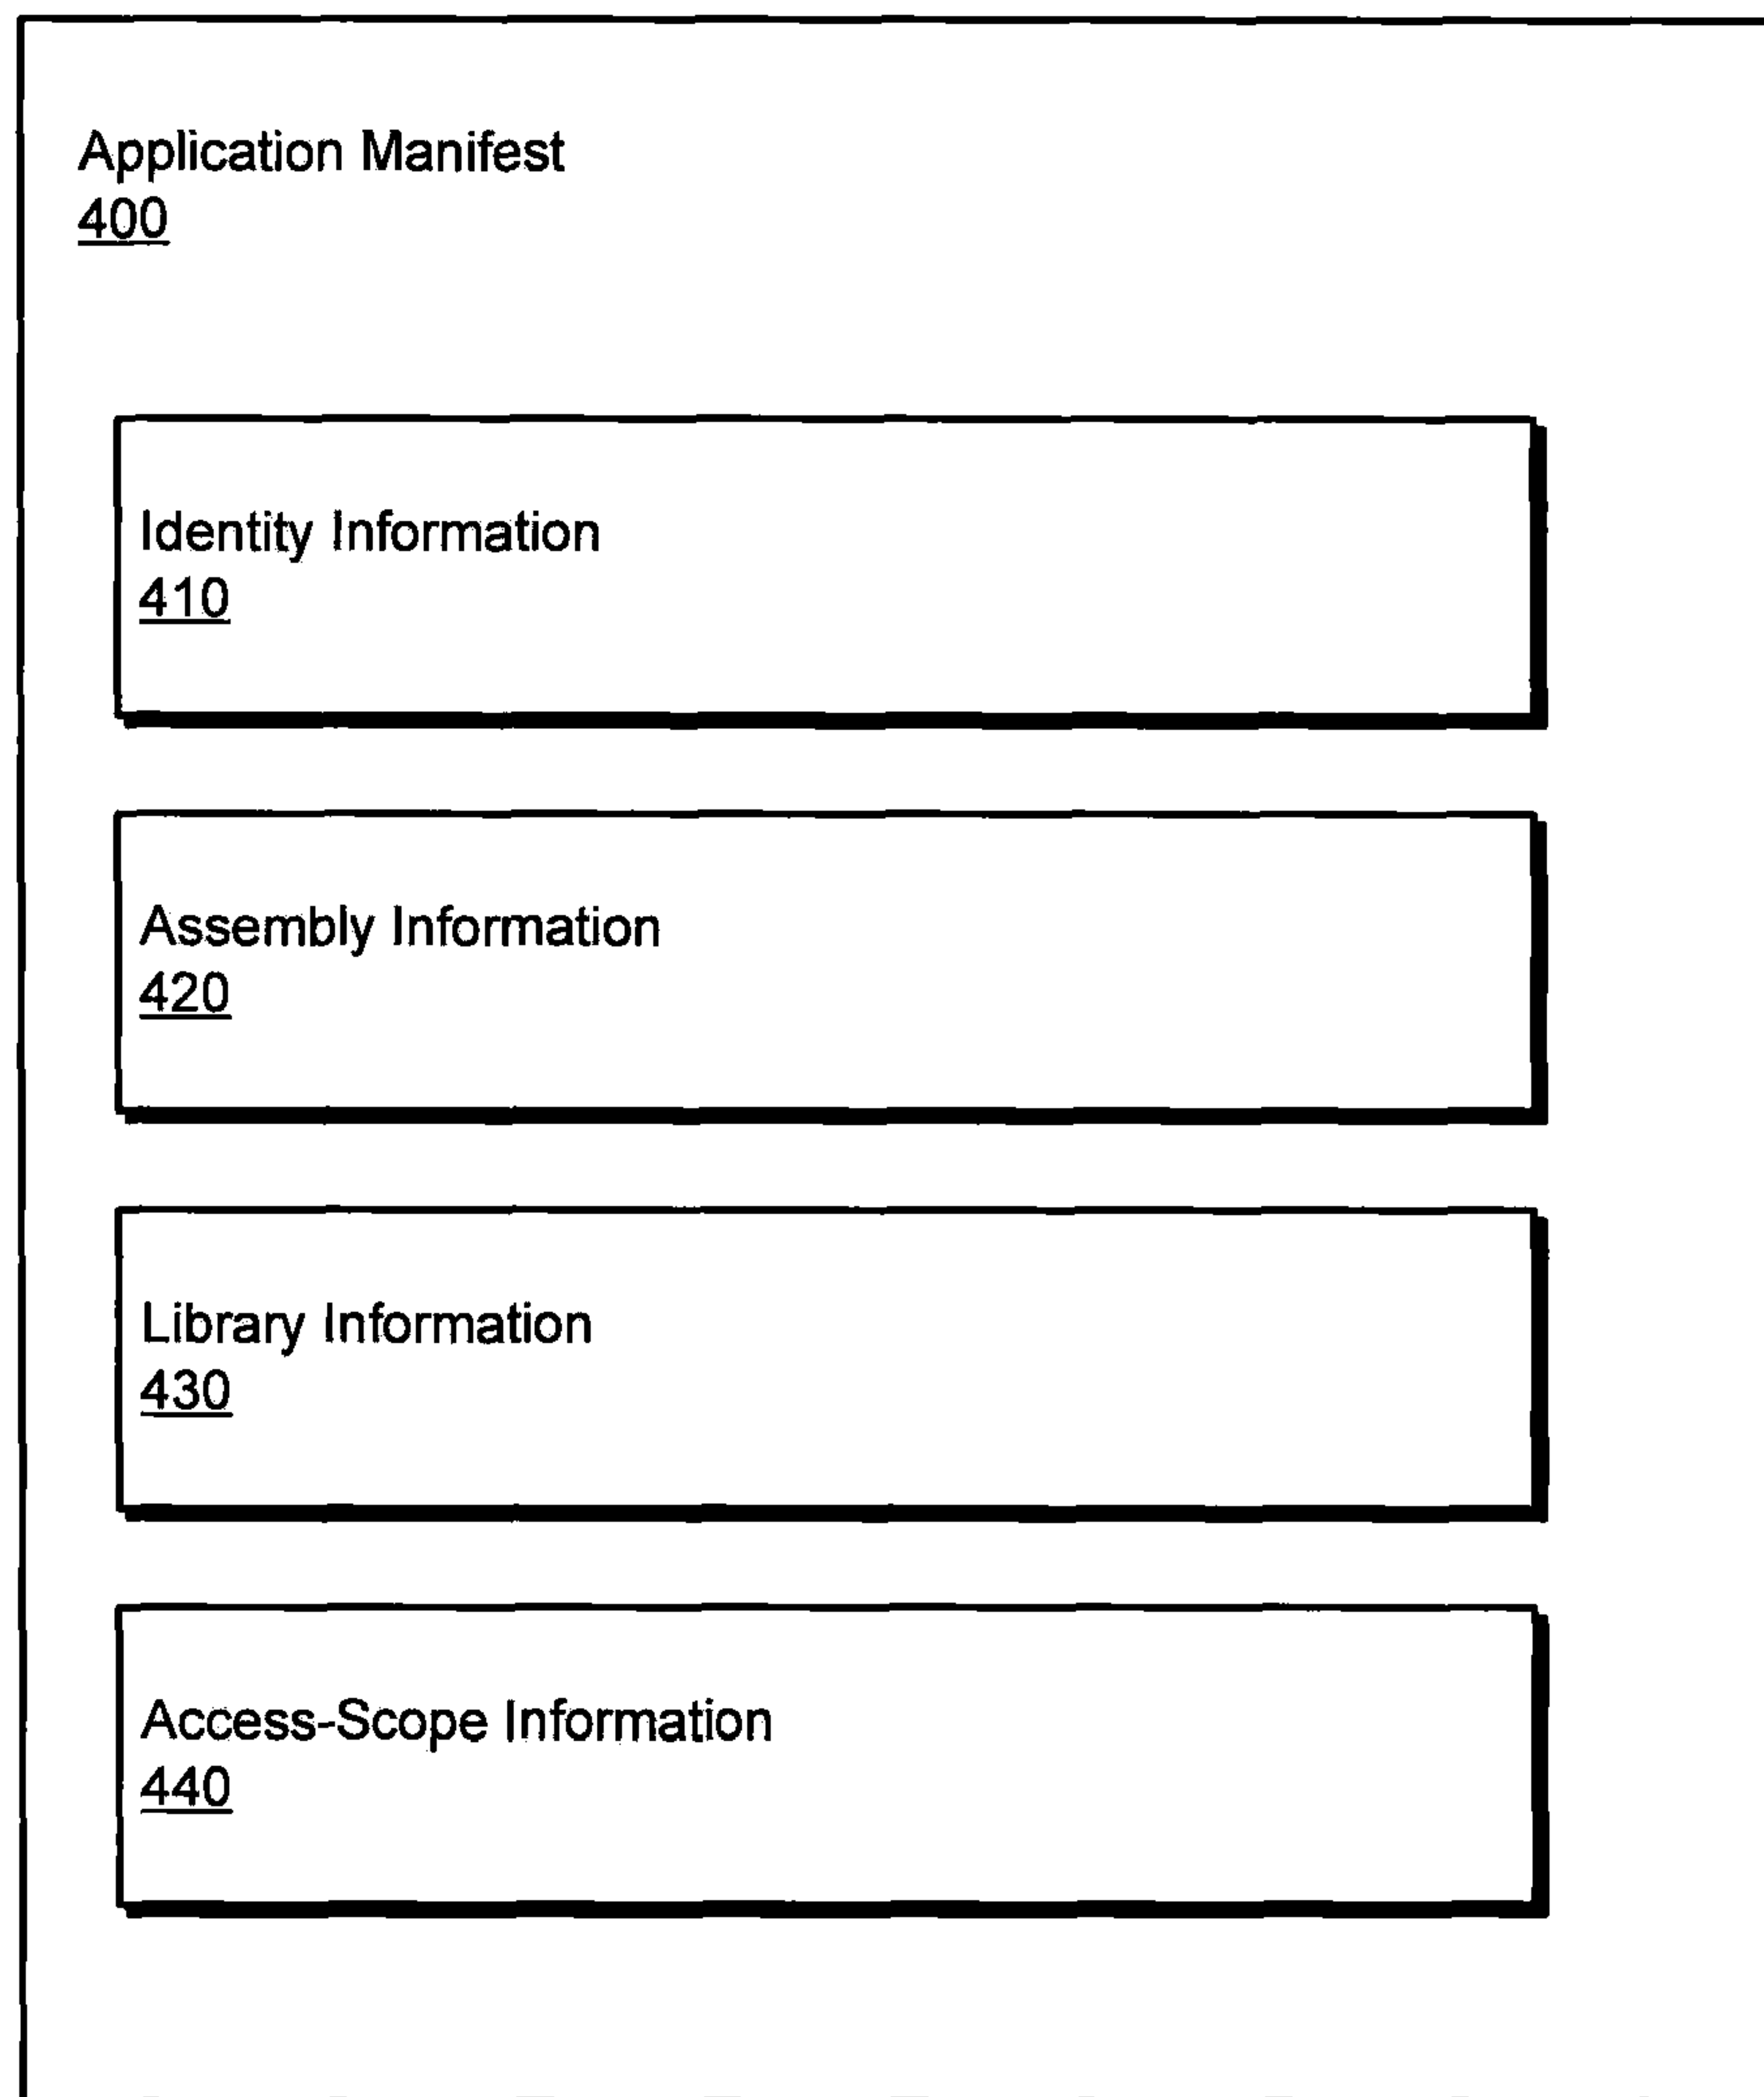 Application Manifest
400
Identity Information
410
Assembly Information
420
Library Information
430
Access-Scope Information
440